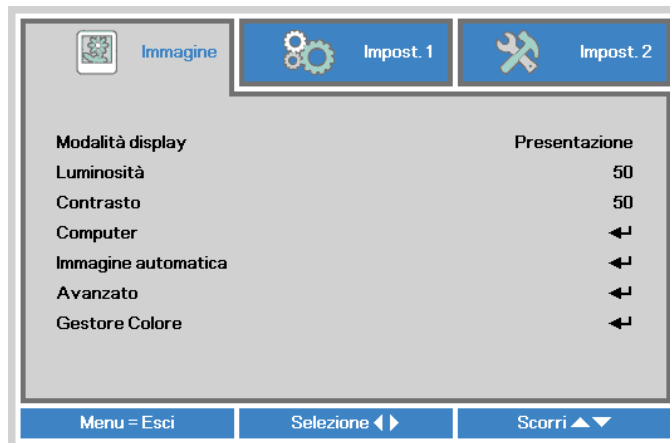 Immagine
Impost. 1
Impost. 2
Modalità display Presentazione
Luminosità 50
Contrasto 50
Computer
Immagine automatica
Avanzato
Gestore Colore
Menu = Esci
Selezione
Scorri